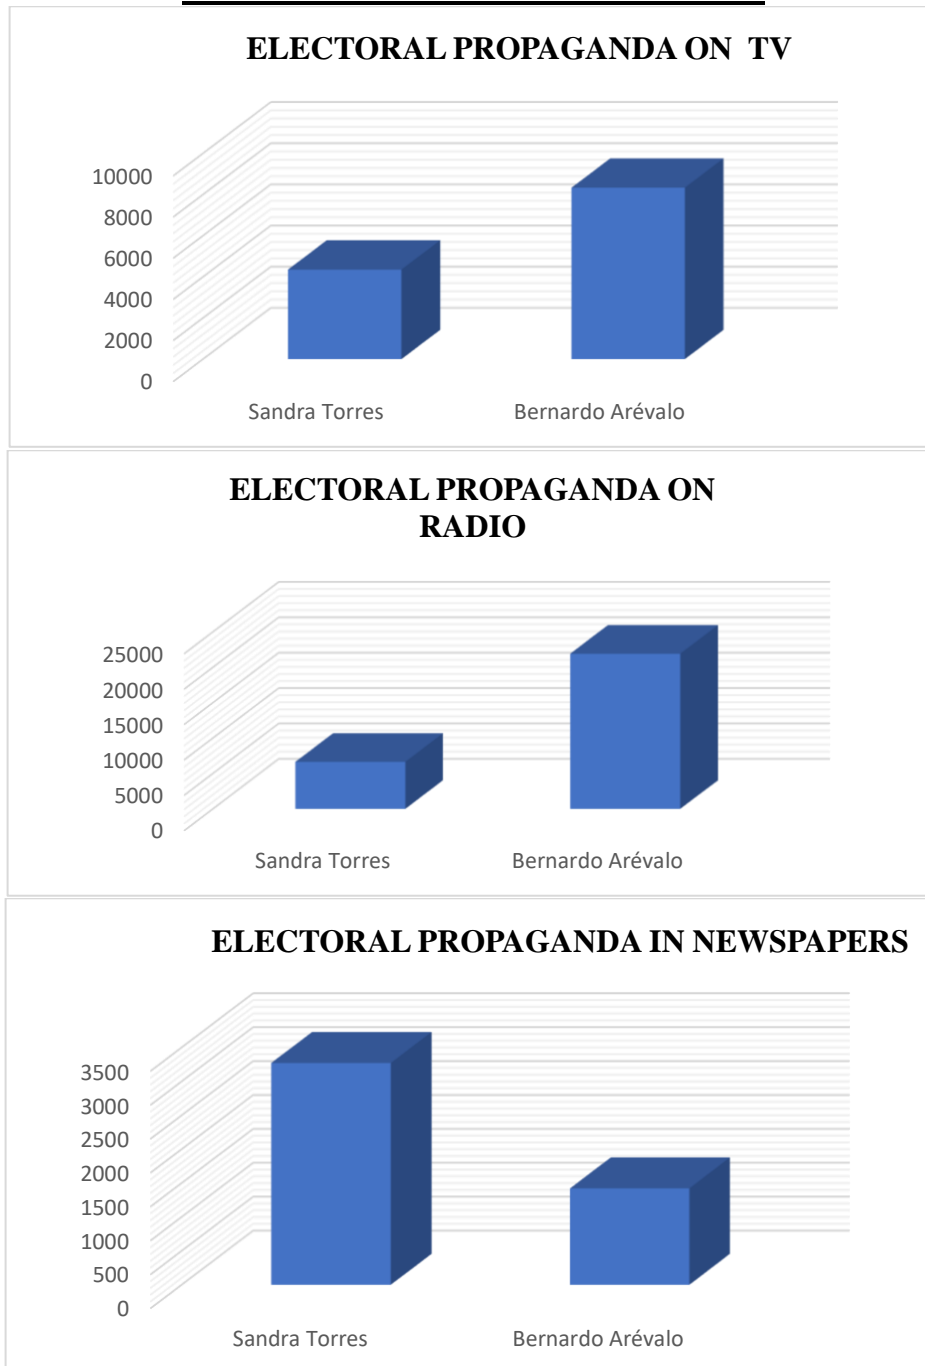 ELECTORAL PROPAGANDA ON TV
10000
8000
6000
4000
2000
0
Sandra Torres Bernardo Arévalo
ELECTORAL PROPAGANDA ON
RADIO
25000
20000
15000
10000
5000
0
Sandra Torres Bernardo Arévalo
ELECTORAL PROPAGANDA IN NEWSPAPERS
3500
3000
2500
2000
1500
1000
500
0
Sandra Torres Bernardo Arévalo